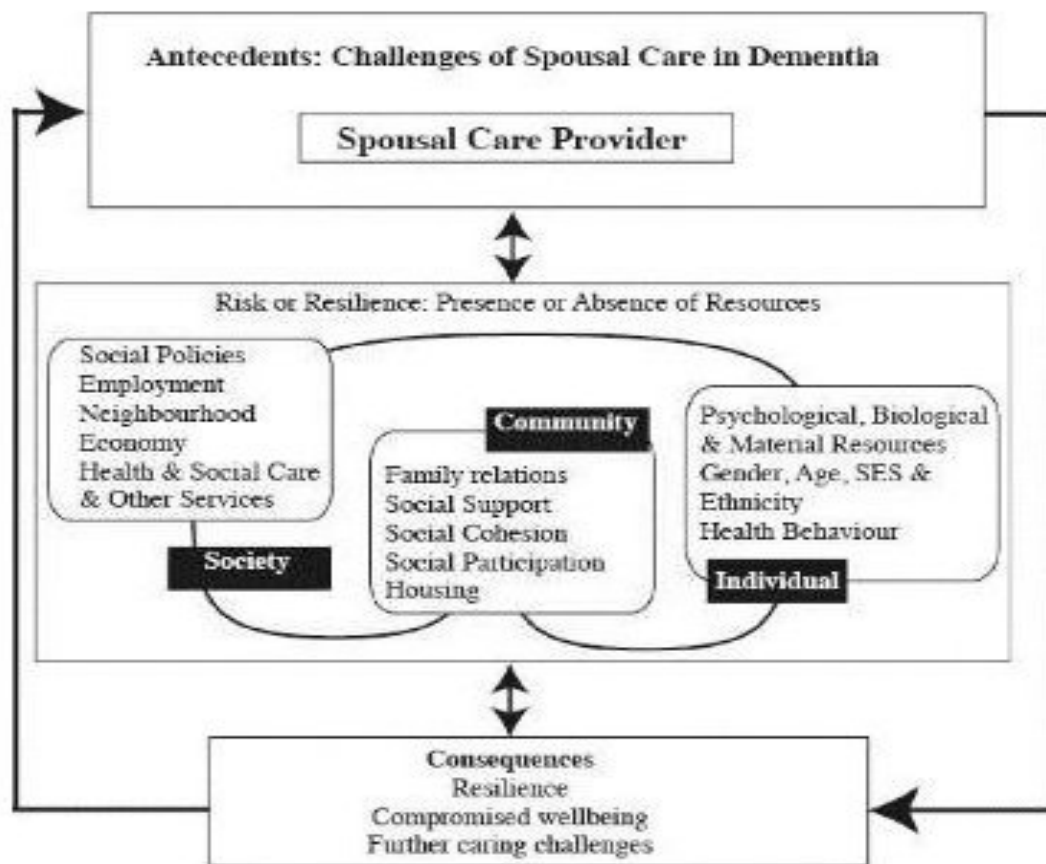 Antecedents: Challenges of Spousal Care in Dementia
Spousal Care Provider
Risk or Resilience: Presence or Absence of Resources
Social Policies
Employment
Neighbourhood
Economy
Health & Social Care
& Other Services
Society
Community
Family relations
Social Support
Social Cohesion
Social Participation
Housing
Psychological, Biological
& Material Resources
Gender, Age, SES &
Ethnicity
Health Behaviour
Individual
Consequences
Resilience
Compromised wellbeing
Further caring challenges